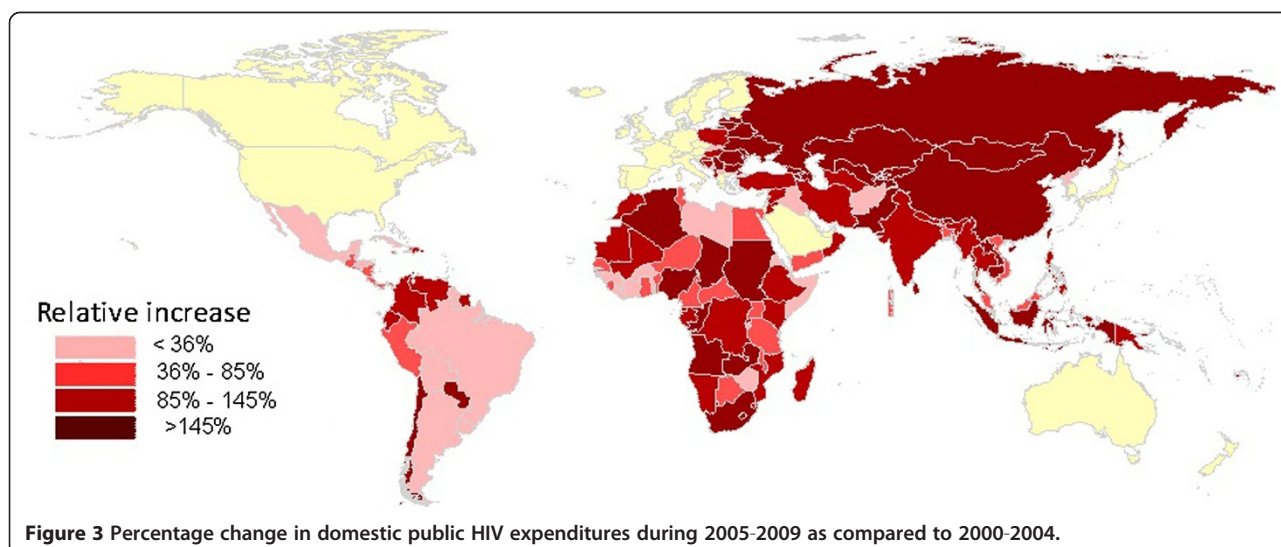 Relative increase
< 36%
36% - 85%
85% - 145%
>145%
Figure 3 Percentage change in domestic public HIV expenditures during 2005-2009 as compared to 2000-2004.